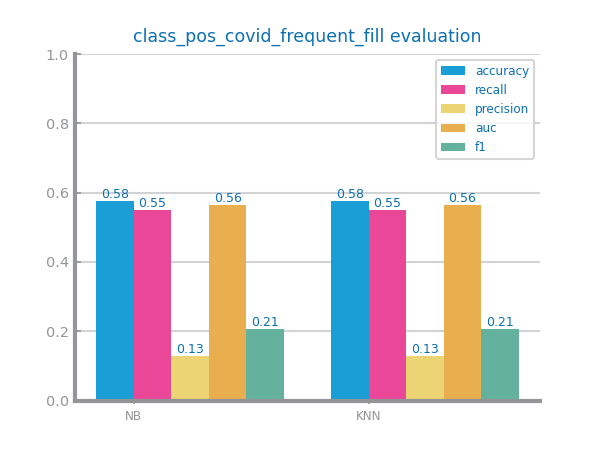 class_pos_covid_frequent_fill evaluation
1.0
0.8
0.6
0.4
0.2
0.0
accuracy
recall
precision
auc
f1
0.58
0.55
0.13
0.56
0.21
0.58
0.55
0.13
0.56
0.21
NB
KNN